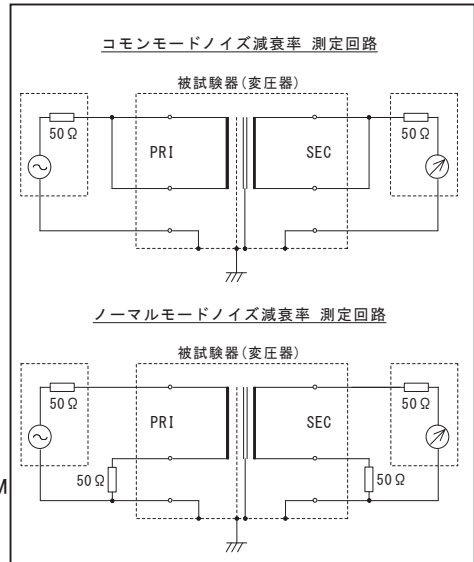 コモンモードノイズ減衰率 測定回路
被試験器(変圧器)
50Ω
50Ω
PRI
SEC
ノーマルモードノイズ減衰率 測定回路
被試験器(変圧器)
50Ω
50Ω
PRI
SEC
50Ω
50Ω
M